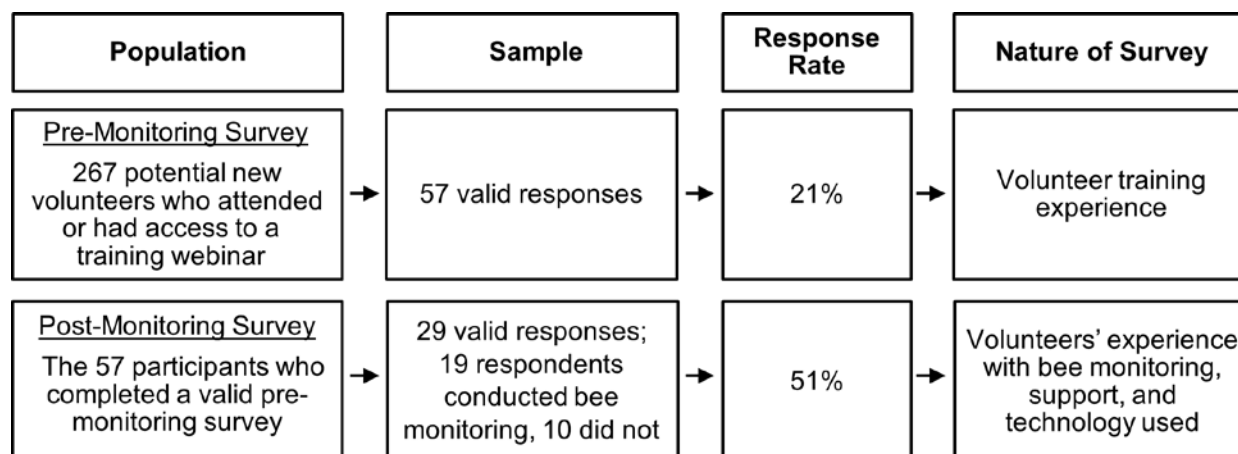 Population
Sample
Response
Rate
Nature of Survey
Pre-Monitoring Survey
267 potential new
volunteers who attended
or had access to a
training webinar
57 valid responses
21%
Volunteer training
experience
Post-Monitoring Survey
The 57 participants who
completed a valid pre-
monitoring survey
29 valid responses;
19 respondents
conducted bee
monitoring, 10 did not
51%
Volunteers’ experience
with bee monitoring,
support, and
technology used